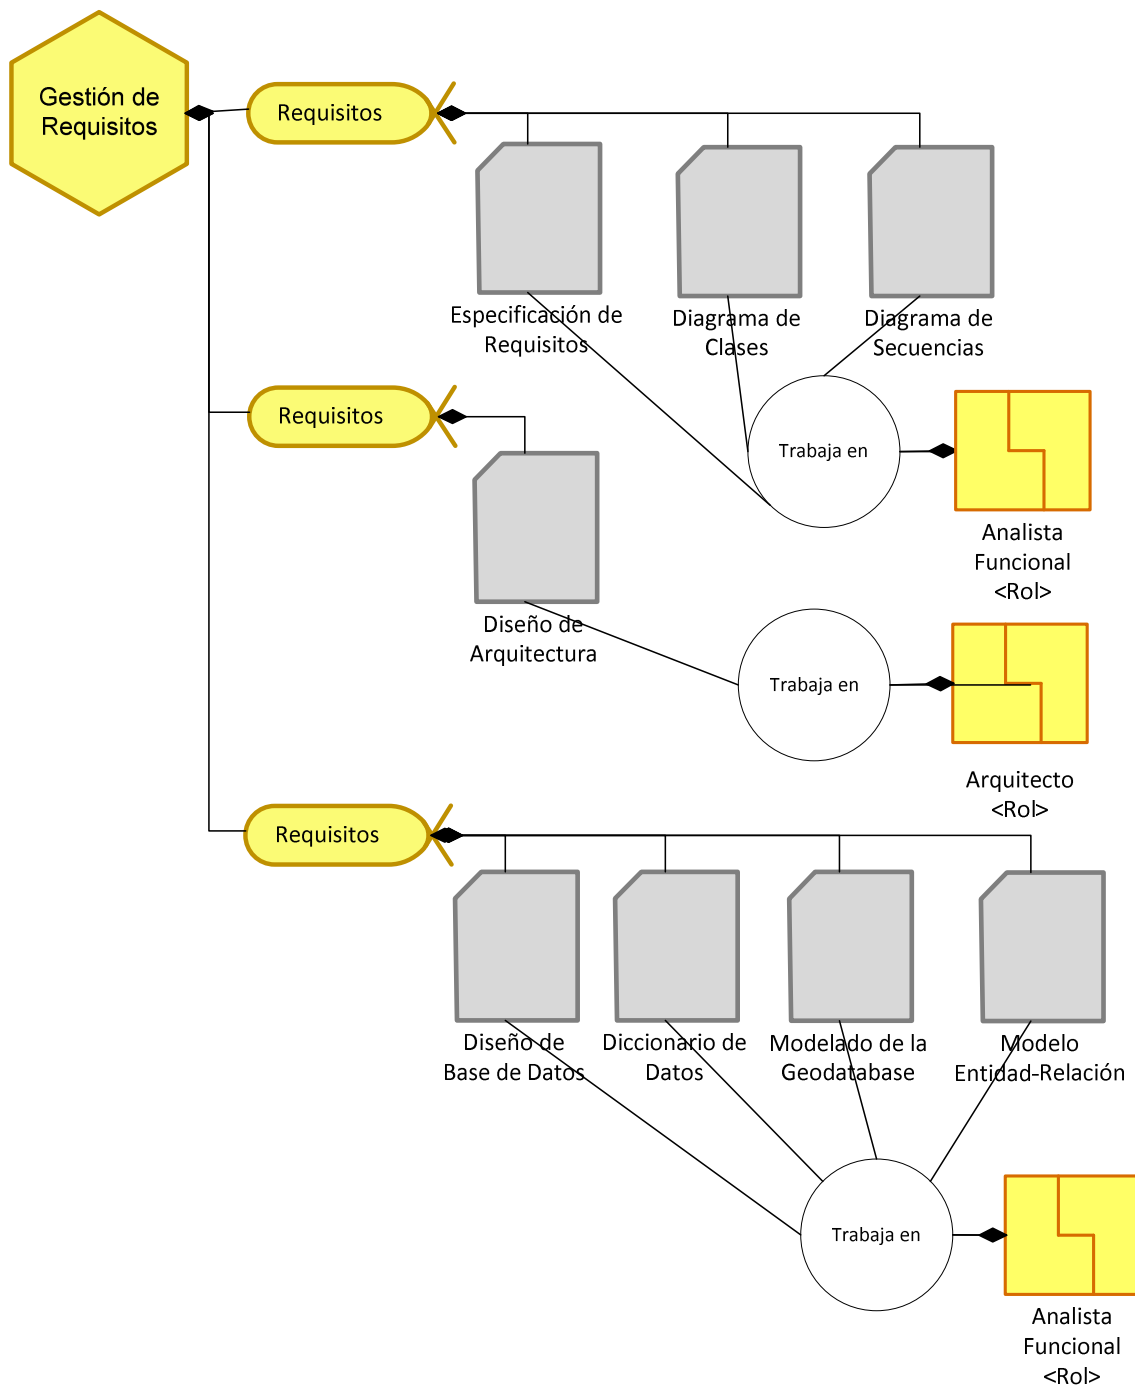 Gestión de
Requisitos
Requisitos
Especificación de
Requisitos
Diagrama de
Clases
Diagrama de
Secuencias
Requisitos
Trabaja en
Analista
Funcional
<Rol>
Diseño de
Arquitectura
Trabaja en
Arquitecto
<Rol>
Requisitos
Diseño de
Base de Datos
Diccionario de
Datos
Modelado de la
Geodatabase
Modelo
Entidad-Relación
Trabaja en
Analista
Funcional
<Rol>